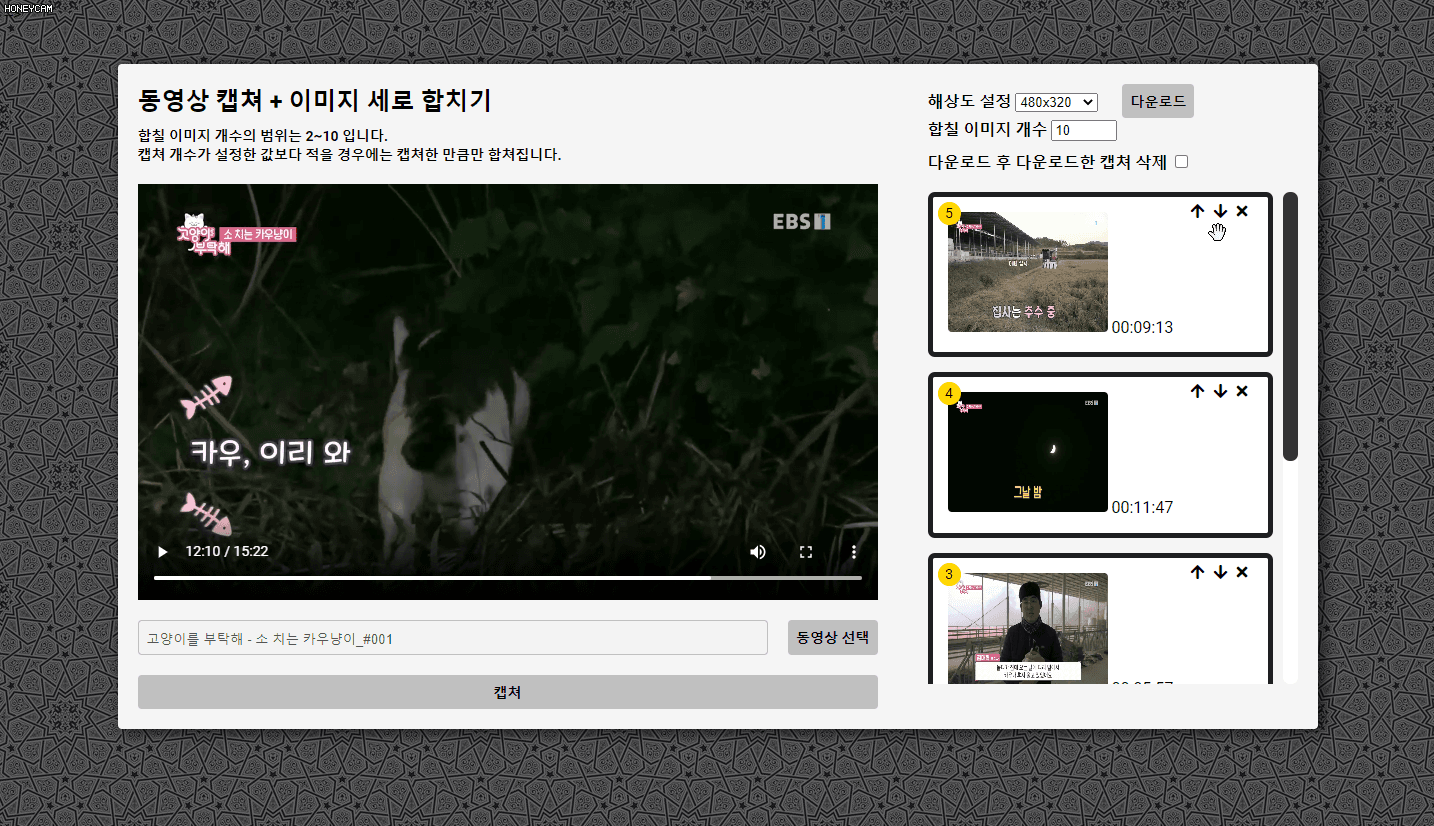 HONEYCAM
동영상 캡쳐 + 이미지 세로 합치기
합칠 이미지 개수의 범위는 2~10 입니다.
캡쳐 개수가 설정한 값보다 적을 경우에는 캡쳐한 만큼만 합쳐집니다.
고양이를
부탁해
소 치는 카우냥이
EBS1
카우, 이리 와
12:10 / 15:22
고양이를 부탁해 - 소 치는 카우냥이_#001
동영상 선택
캡쳐
해상도 설정 480x320 다운로드
합칠 이미지 개수 10
다운로드 후 다운로드한 캡쳐 삭제
5
집사는 추수 중
00:09:13
4
EBS
그날 밤
00:11:47
3
EBS